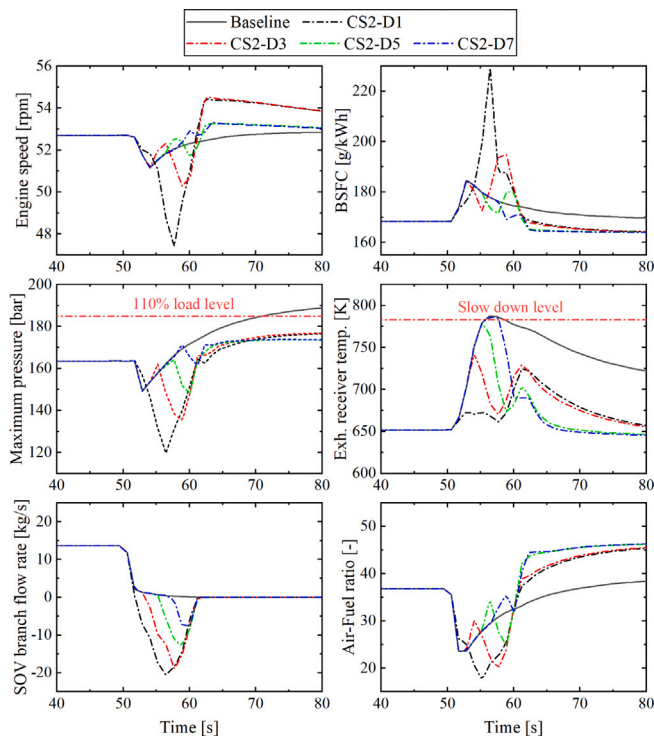 Baseline CS2-D1
CS2-D3 CS2-D5 CS2-D7
Engine speed [rpm]
56
54
52
50
48
40 50 60 70 80
BSFC [g/kWh]
220
200
180
160
40 50 60 70 80
Maximum pressure [bar]
200
180
160
140
120
110% load level
40 50 60 70 80
Exh. receiver temp. [K]
800
750
700
650
600
Slow down level
40 50 60 70 80
SOV branch flow rate [kg/s]
20
10
0
-10
-20
40 50 60 70 80
Time [s]
Air-Fuel ratio [-]
50
40
30
20
40 50 60 70 80
Time [s]